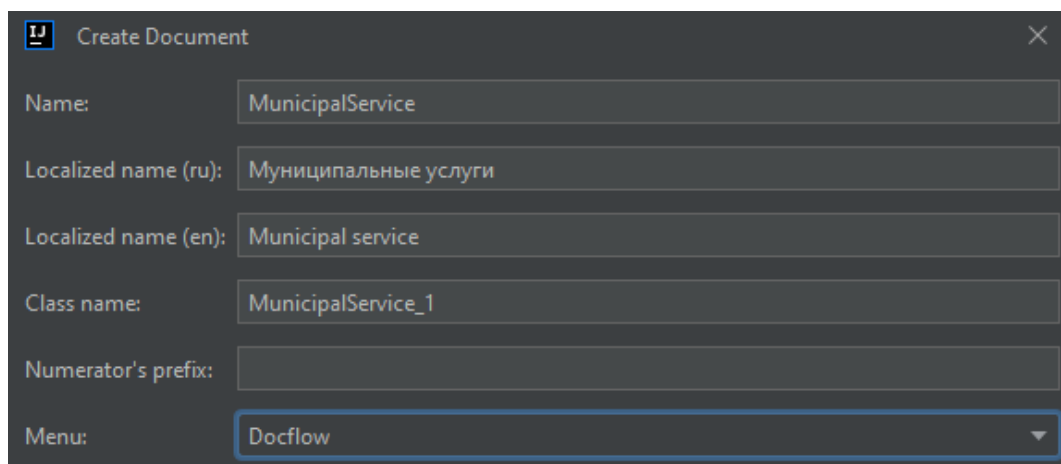 IJ Create Document
Name: MunicipalService
Localized name (ru): Муниципальные услуги
Localized name (en): Municipal service
Class name: MunicipalService_1
Numerator's prefix:
Menu: Docflow